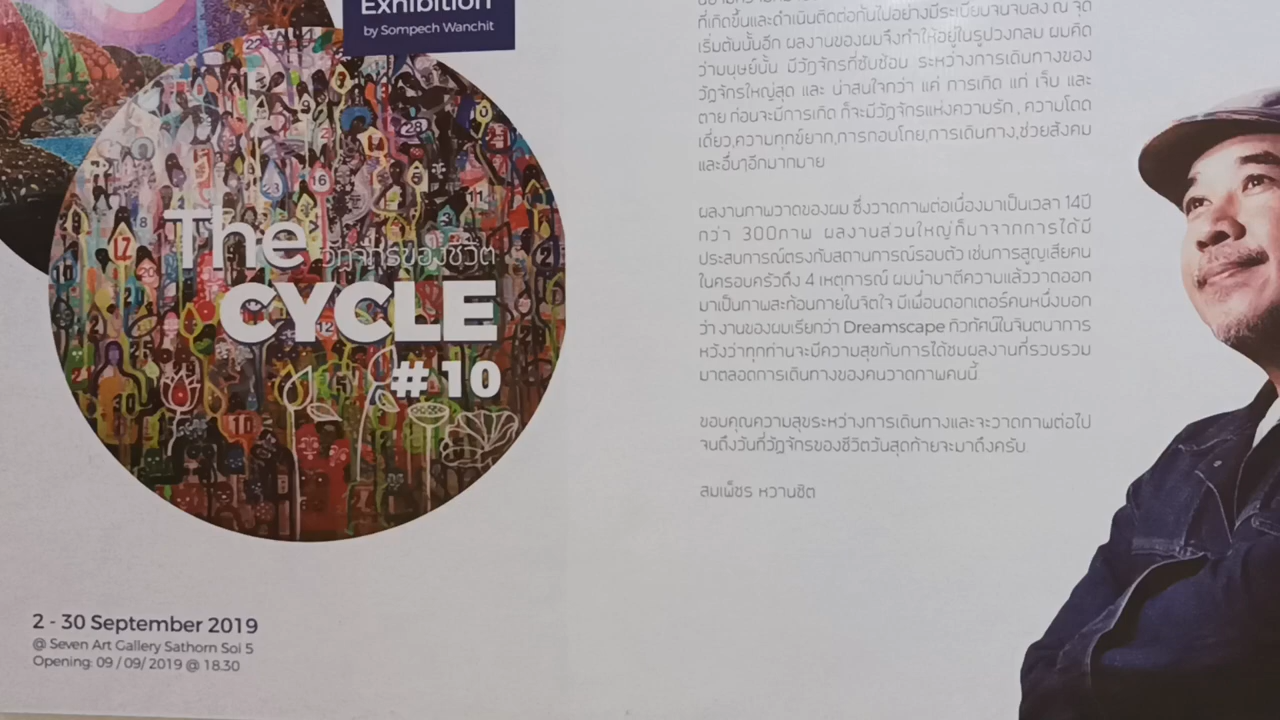 Exhibition
by Sompech Wanchit
The วัฏจักรของชีวิต
CYCLE
#10
2 - 30 September 2019
@ Seven Art Gallery Sathorn Soi 5
Opening: 09 / 09/ 2019 @ 18.30
ที่เกิดขึ้นและดำเนินติดต่อกันไปอย่างมีระเบียบจนจบลง ณ จุด
เริ่มต้นนั้นอีก ผลงานของผมจึงทำให้อยู่ในรูปวงกลม ผมคิด
ว่ามนุษย์นั้น มีวัฏจักรที่ซับซ้อน ระหว่างการเดินทางของ
วัฏจักรใหญ่สุด และ น่าสนใจกว่า แค่ การเกิด แก่ เจ็บ และ
ตาย ก่อนจะมีการเกิด ก็จะมีวัฏจักรแห่งความรัก , ความโดด
เดี่ยว,ความทุกข์ยาก,การกอบโกย,การเดินทาง,ช่วยสังคม
และอื่นๆอีกมากมาย
ผลงานภาพวาดของผม ซึ่งวาดภาพต่อเนื่องมาเป็นเวลา 14ปี
กว่า 300ภาพ ผลงานส่วนใหญ่ก็มาจากการได้มี
ประสบการณ์ตรงกับสถานการณ์รอบตัว เช่นการสูญเสียคน
ในครอบครัวถึง 4 เหตุการณ์ ผมนำมาตีความแล้ววาดออก
มาเป็นภาพสะท้อนภายในจิตใจ มีเพื่อนดอกเตอร์คนหนึ่งบอก
ว่า งานของผมเรียกว่า Dreamscape ทิวทัศน์ในจินตนาการ
หวังว่าทุกท่านจะมีความสุขกับการได้ชมผลงานที่รวบรวม
มาตลอดการเดินทางของคนวาดภาพคนนี้
ขอบคุณความสุขระหว่างการเดินทางและจะวาดภาพต่อไป
จนถึงวันที่วัฏจักรของชีวิตวันสุดท้ายจะมาถึงครับ
สมเพ็ชร หวานชิต